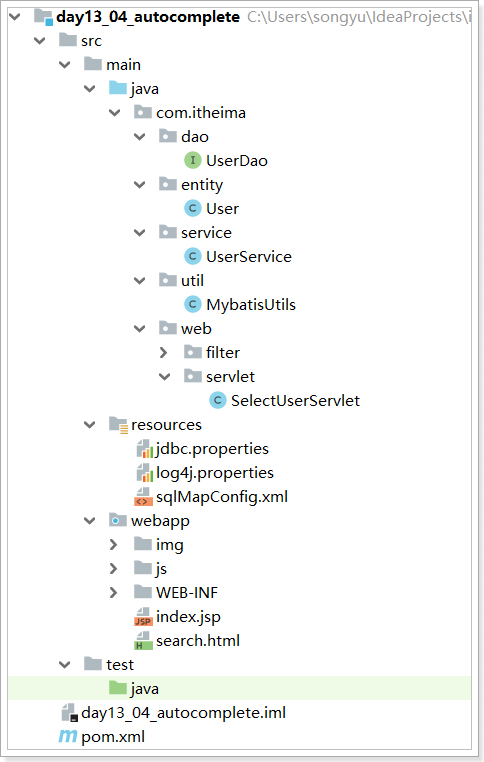 day13_04_autocomplete C:\Users\songyu\IdeaProjects\i
src
main
java
com.itheima
dao
I UserDao
entity
C User
service
C UserService
util
C MybatisUtils
web
filter
servlet
C SelectUserServlet
resources
jdbc.properties
log4j.properties
<> sqlMapConfig.xml
webapp
img
js
WEB-INF
JSP index.jsp
H search.html
test
java
day13_04_autocomplete.iml
m pom.xml